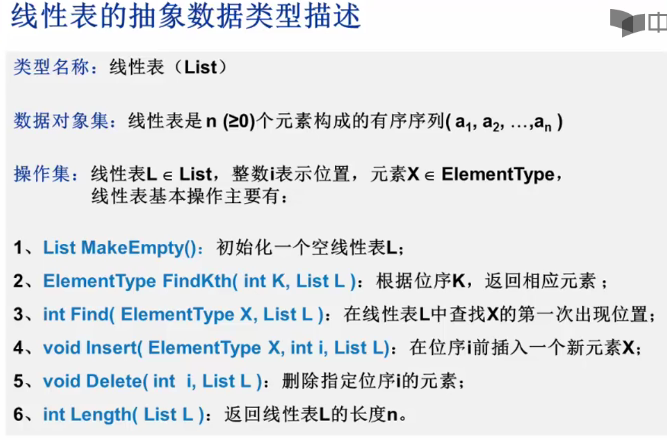 线性表的抽象数据类型描述
中
类型名称：线性表（List）
数据对象集：线性表是 n (≥0)个元素构成的有序序列( a1, a2, …,an )
操作集：线性表L ∈ List，整数i表示位置，元素X ∈ ElementType，
线性表基本操作主要有：
1、List MakeEmpty()：初始化一个空线性表L；
2、ElementType FindKth( int K, List L )：根据位序K，返回相应元素 ；
3、int Find( ElementType X, List L )：在线性表L中查找X的第一次出现位置；
4、void Insert( ElementType X, int i, List L)：在位序i前插入一个新元素X；
5、void Delete( int i, List L )：删除指定位序i的元素；
6、int Length( List L )：返回线性表L的长度n。